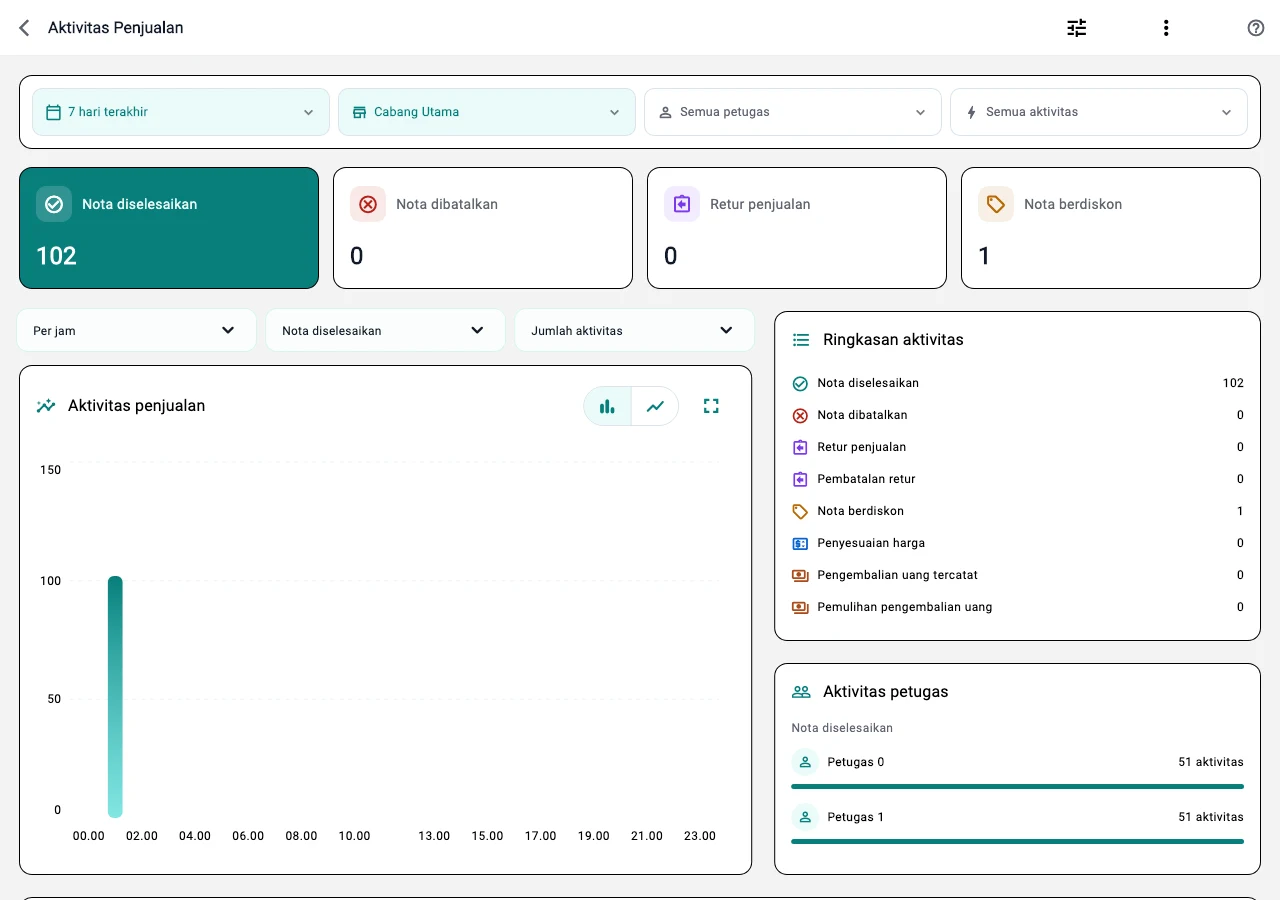 Aktivitas Penjualan
7 hari terakhir
Cabang Utama
Semua petugas
Semua aktivitas
Nota diselesaikan
102
Nota dibatalkan
0
Retur penjualan
0
Nota berdiskon
1
Per jam
Nota diselesaikan
Jumlah aktivitas
Aktivitas penjualan
150
100
50
0
00.00 02.00 04.00 06.00 08.00 10.00 13.00 15.00 17.00 19.00 21.00 23.00
Ringkasan aktivitas
Nota diselesaikan 102
Nota dibatalkan 0
Retur penjualan 0
Pembatalan retur 0
Nota berdiskon 1
Penyesuaian harga 0
Pengembalian uang tercatat 0
Pemulihan pengembalian uang 0
Aktivitas petugas
Nota diselesaikan
Petugas 0 51 aktivitas
Petugas 1 51 aktivitas